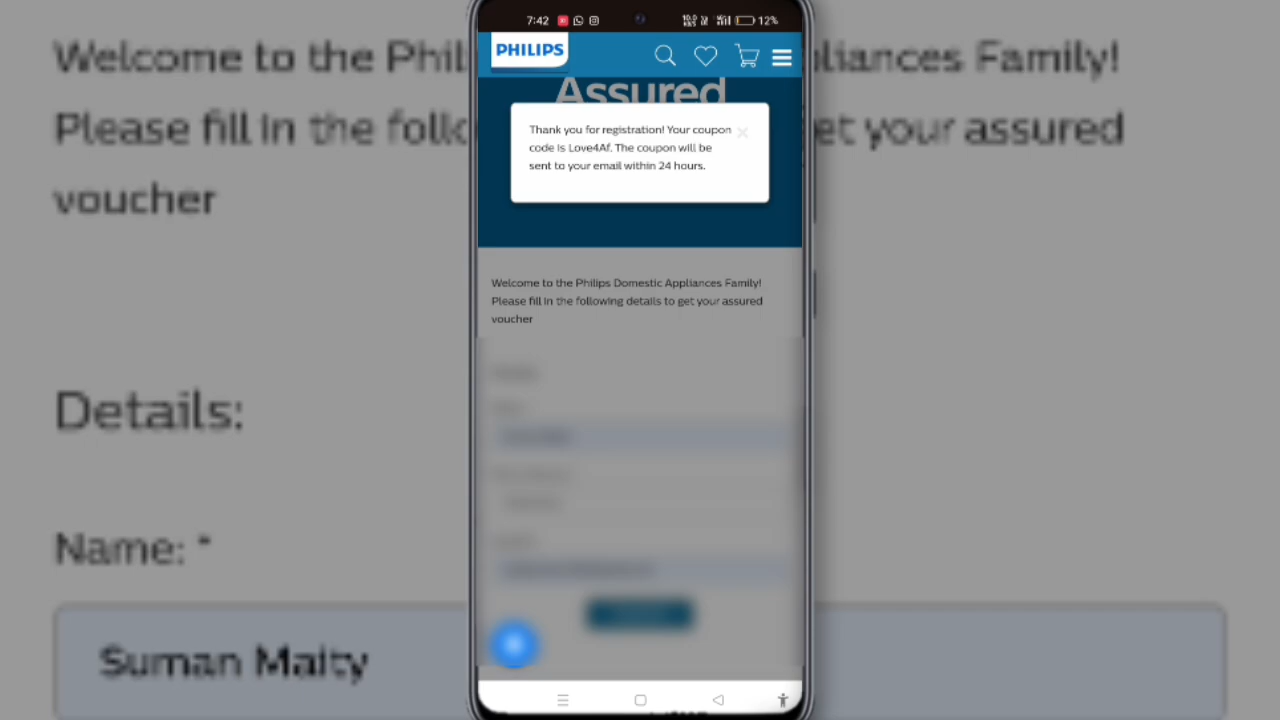 Welcome to the Phil
liances Family!
Please fill in the follo
et your assured
voucher
Details:
Name: *
Suman Maity
7:42
12%
PHILIPS
Assured
Thank you for registration! Your coupon
code is Love4Af. The coupon will be
sent to your email within 24 hours.
Welcome to the Philips Domestic Appliances Family!
Please fill in the following details to get your assured
voucher